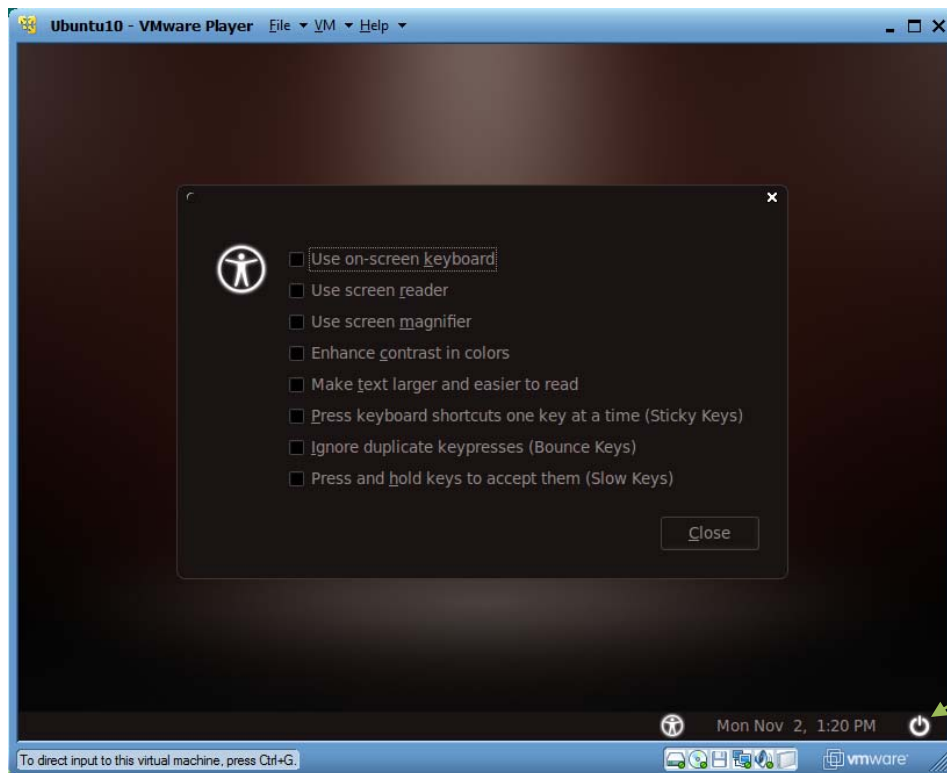 Ubuntu10 - VMware Player File VM Help
Use on-screen keyboard
Use screen reader
Use screen magnifier
Enhance contrast in colors
Make text larger and easier to read
Press keyboard shortcuts one key at a time (Sticky Keys)
Ignore duplicate keypresses (Bounce Keys)
Press and hold keys to accept them (Slow Keys)
Close
Mon Nov 2, 1:20 PM
To direct input to this virtual machine, press Ctrl+G.
vmware